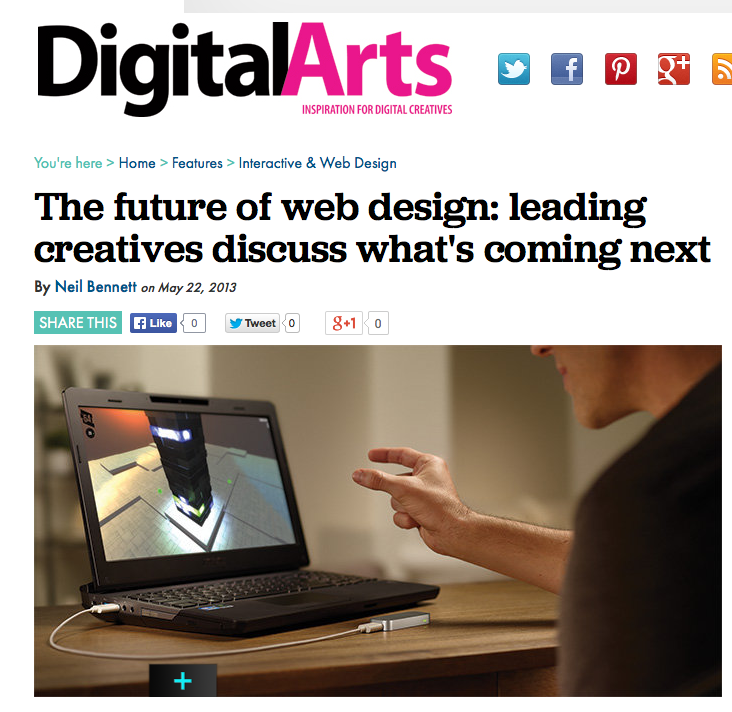 DigitalArts
INSPIRATION FOR DIGITAL CREATIVES
You're here > Home > Features > Interactive & Web Design
The future of web design: leading
creatives discuss what's coming next
By Neil Bennett on May 22, 2013
SHARE THIS Like 0 Tweet 0 g+1 0